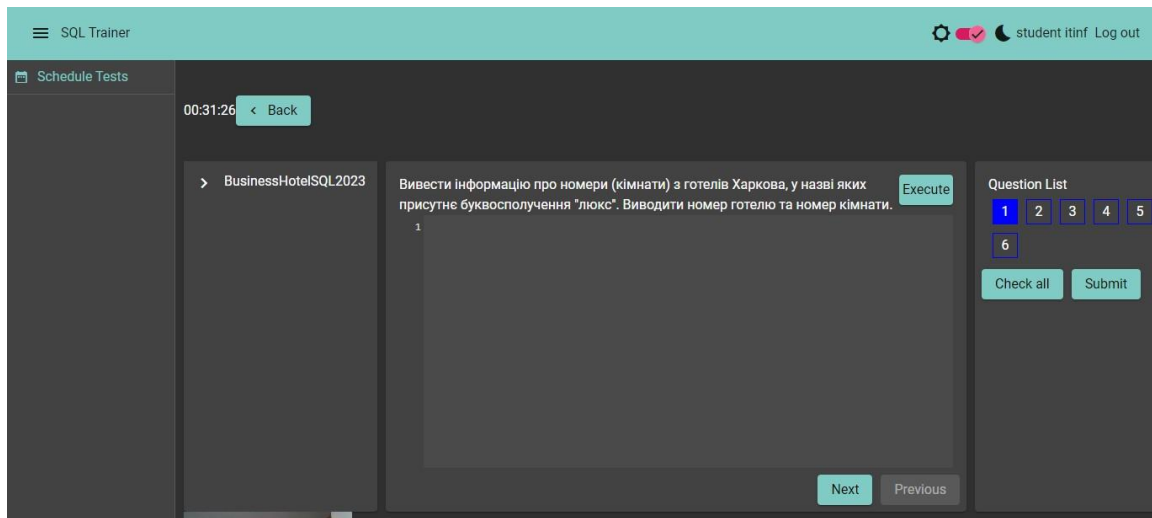 SQL Trainer
student itinf Log out
Schedule Tests
00:31:26 Back
BusinessHotelSQL2023
Вивести інформацію про номери (кімнати) з готелів Харкова, у назві яких
присутнє буквосполучення "люкс". Виводити номер готелю та номер кімнати.
Execute
1
Next
Previous
Question List
1 2 3 4 5
6
Check all
Submit